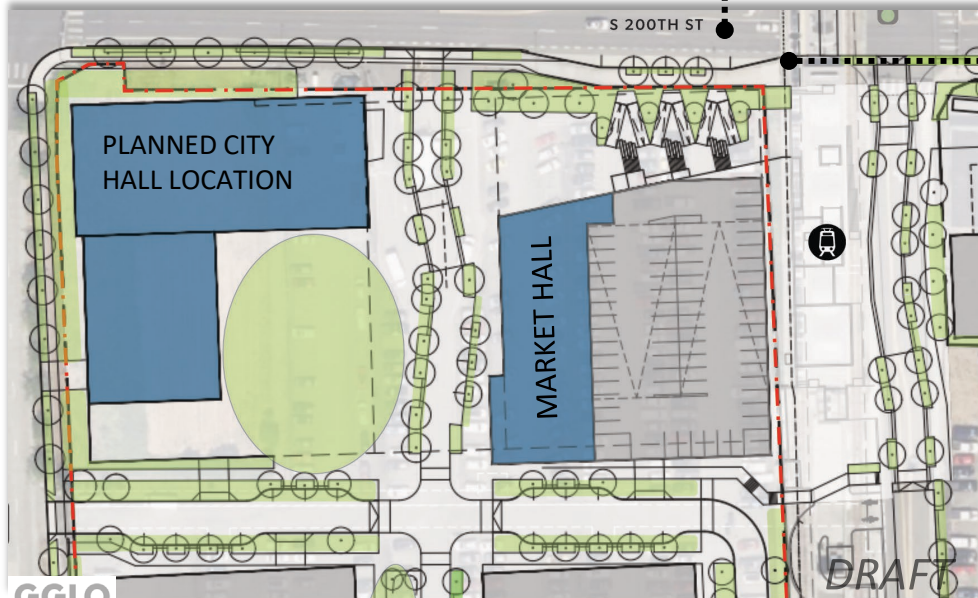 S 200TH ST
PLANNED CITY
HALL LOCATION
MARKET HALL
DRAFT
GGLO